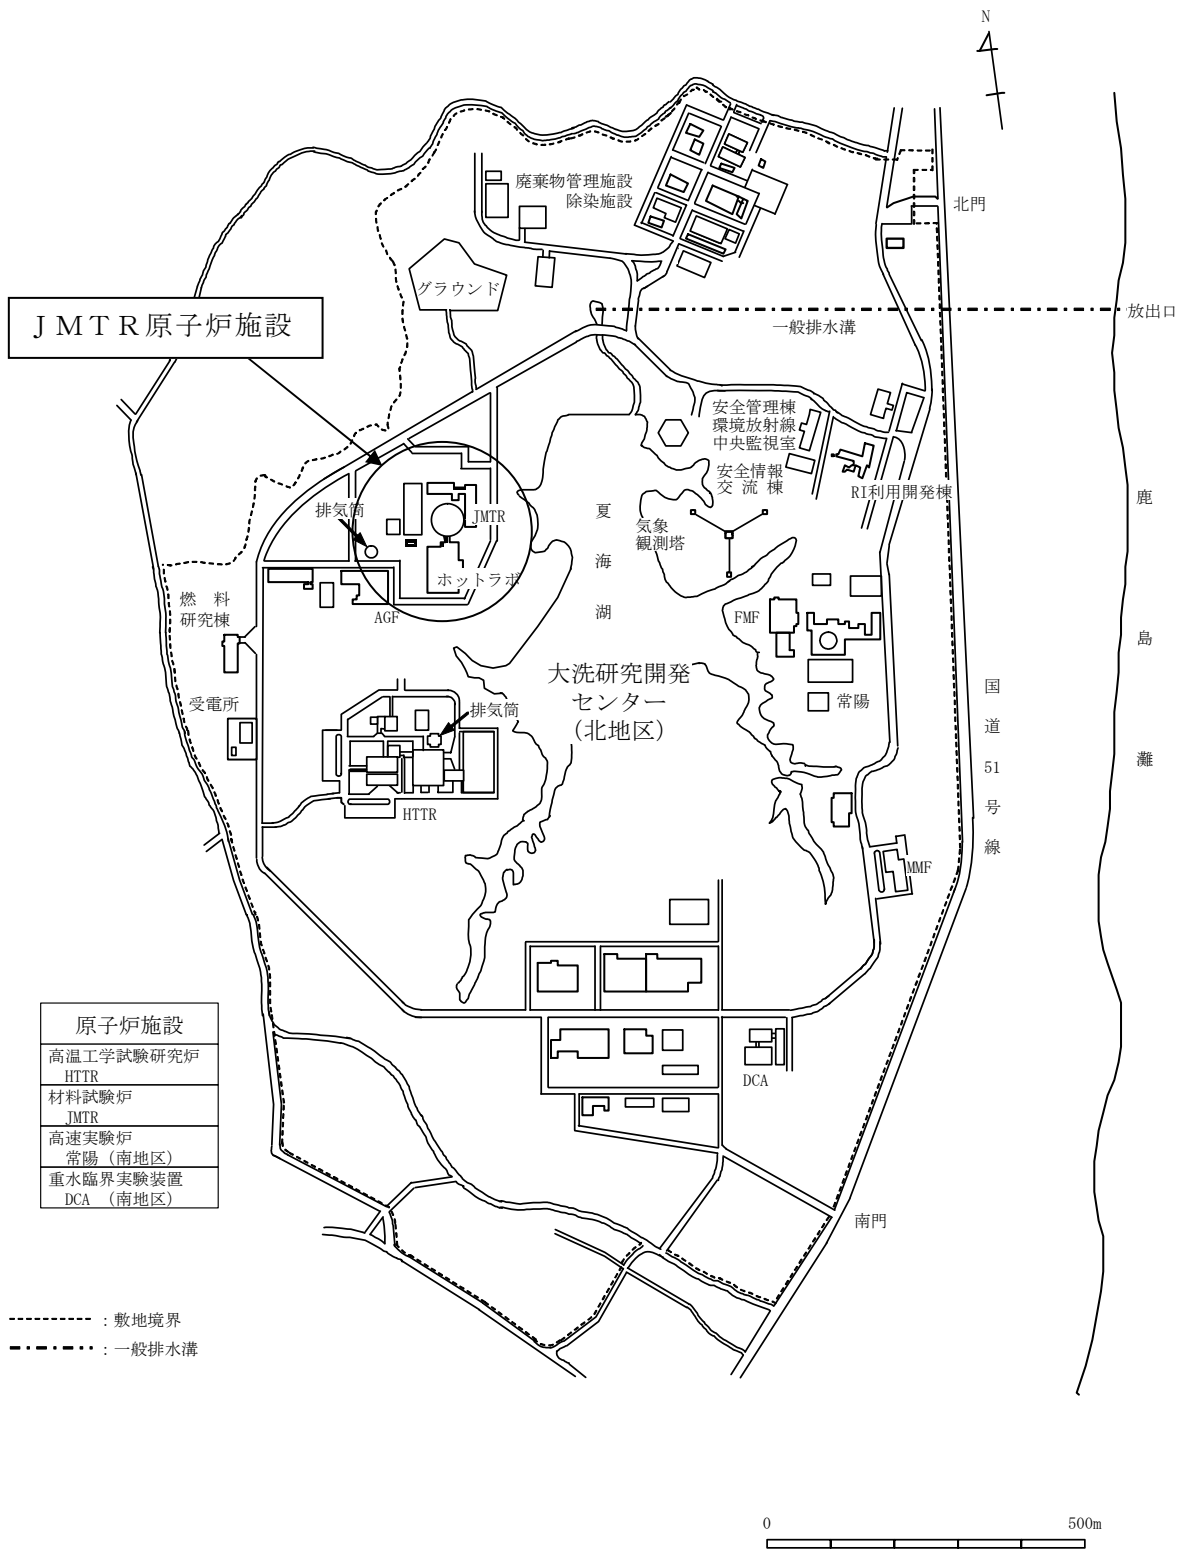 N
廃棄物管理施設
除染施設
北門
グラウンド
JMTR原子炉施設
一般排水溝
放出口
安全管理棟
環境放射線
中央監視室
安全情報
交流棟
RI利用開発棟
排気筒
JMTR
気象
観測塔
夏海湖
鹿島灘
ホットラボ
燃料
研究棟
AGF
FMF
大洗研究開発
センター
(北地区)
受電所
排気筒
常陽
国道51号線
HTTR
MMF
原子炉施設
高温工学試験研究炉
HTTR
材料試験炉
JMTR
高速実験炉
常陽(南地区)
重水臨界実験装置
DCA (南地区)
DCA
南門
:敷地境界
:一般排水溝
0 500m